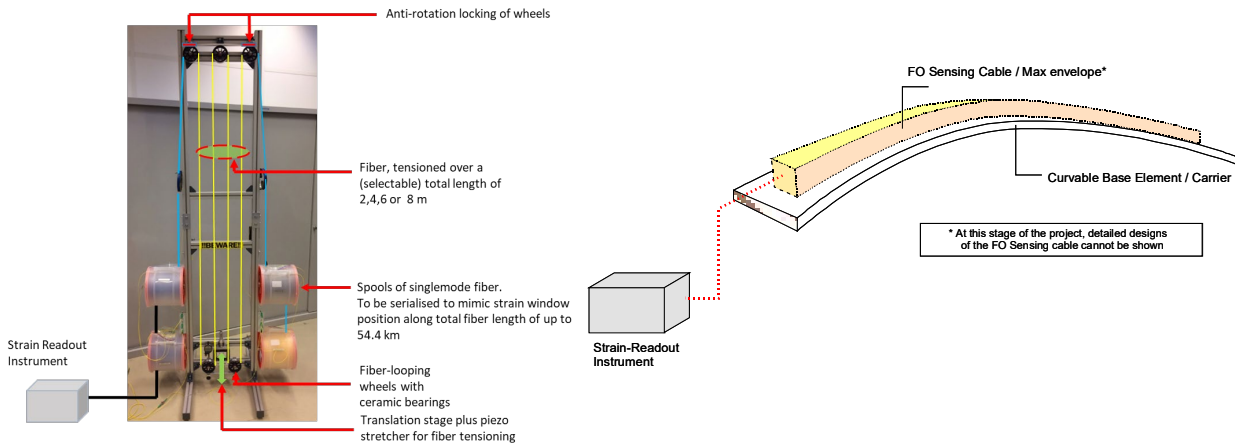 Anti-rotation locking of wheels
Fiber, tensioned over a
(selectable) total length of
2,4,6 or 8 m
!!BEWARE!!
Spools of singlemode fiber.
To be serialised to mimic strain window
position along total fiber length of up to
54.4 km
Strain Readout
Instrument
Fiber-looping
wheels with
ceramic bearings
Translation stage plus piezo
stretcher for fiber tensioning
FO Sensing Cable / Max envelope*
Curvable Base Element / Carrier
* At this stage of the project, detailed designs
of the FO Sensing cable cannot be shown
Strain-Readout
Instrument